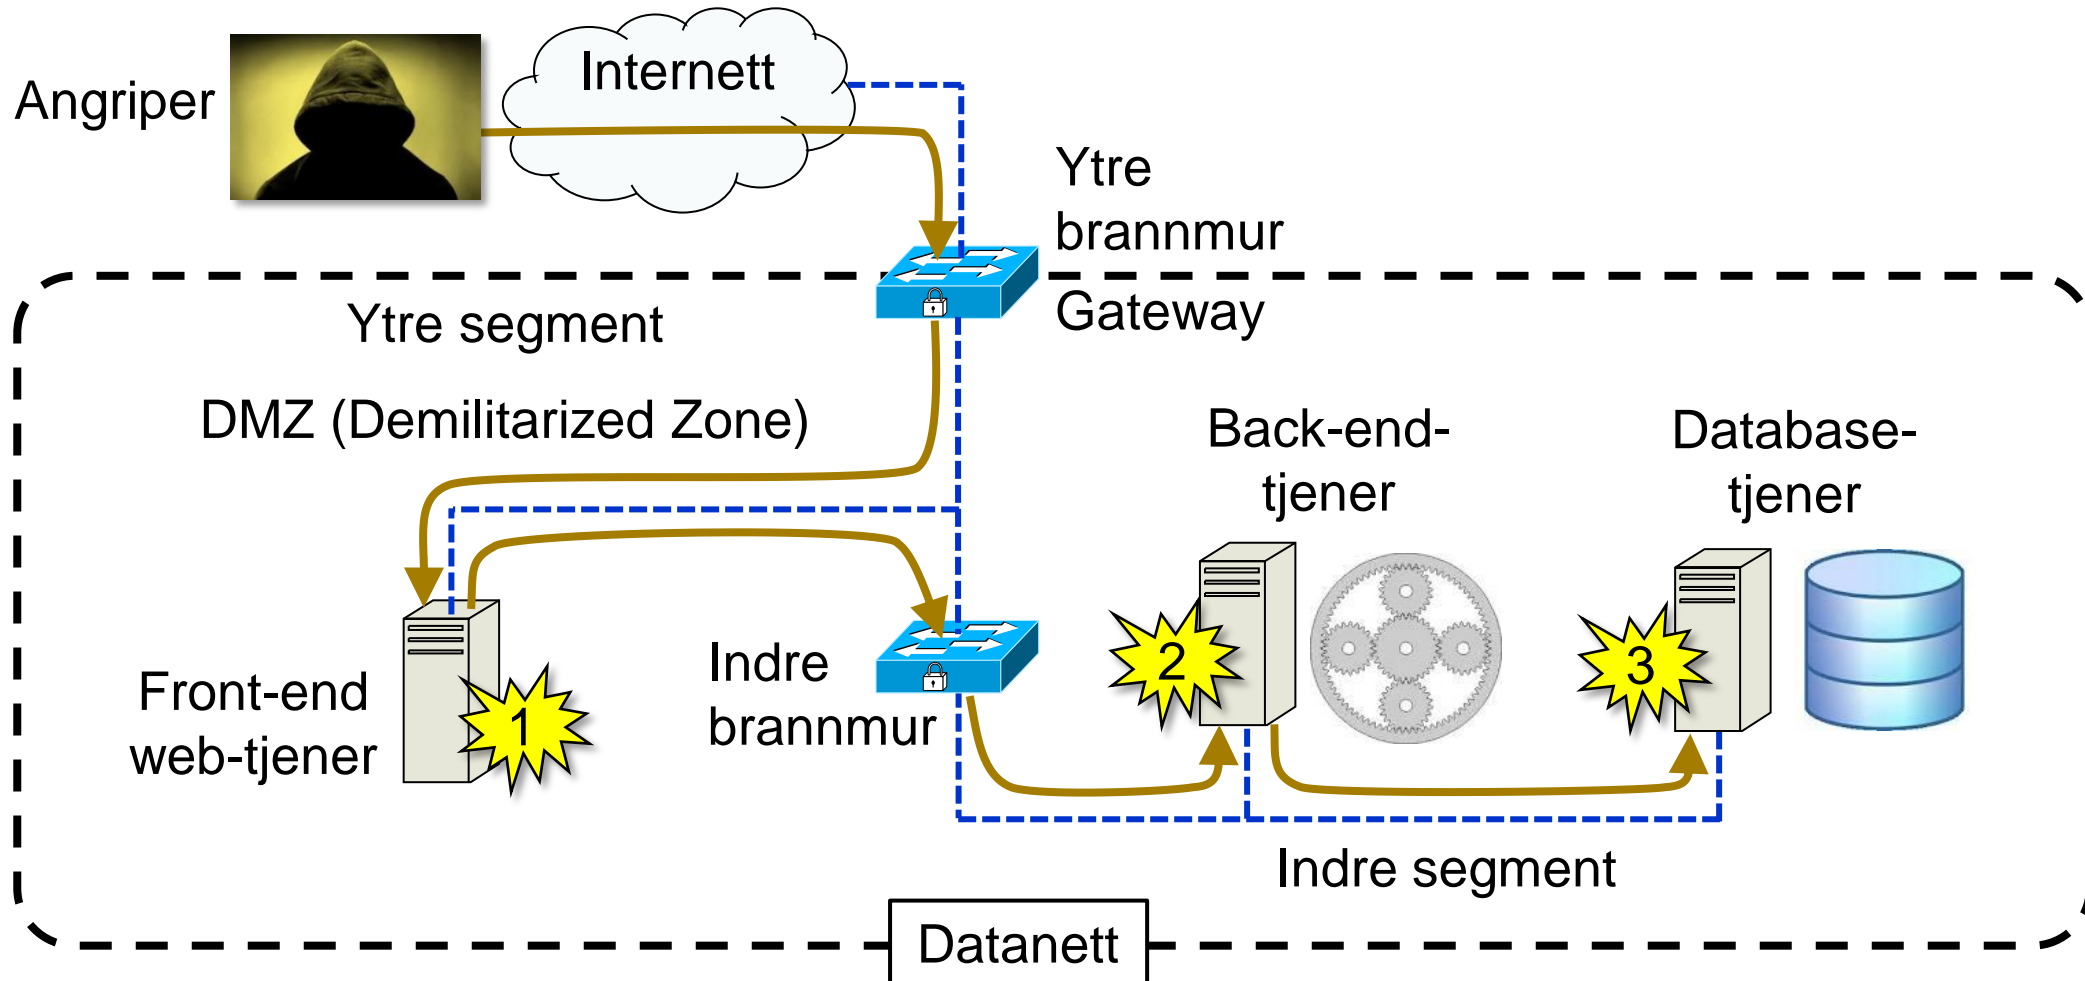 Angriper
Internett
Ytre
brannmur
Gateway
Ytre segment
DMZ (Demilitarized Zone)
Back-end-
tjener
Database-
tjener
Front-end
web-tjener
1
Indre
brannmur
2
3
Indre segment
Datanett